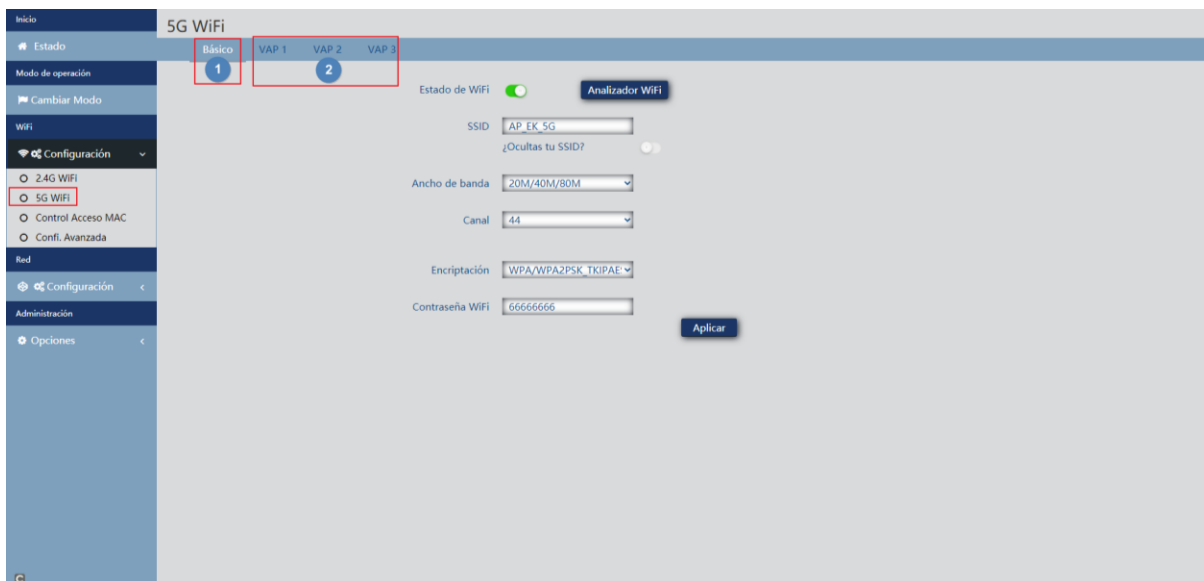 Inicio
Estado
Modo de operación
Cambiar Modo
WiFi
Configuración
2.4G WiFi
5G WiFi
Control Acceso MAC
Confi. Avanzada
Red
Configuración
Administración
Opciones
5G WiFi
Básico VAP 1 VAP 2 VAP 3
1 2
Estado de WiFi Analizador WiFi
SSID AP_EK_5G
¿Ocultas tu SSID?
Ancho de banda 20M/40M/80M
Canal 44
Encriptación WPA/WPA2PSK_TKIPAE
Contraseña WiFi 66666666
Aplicar